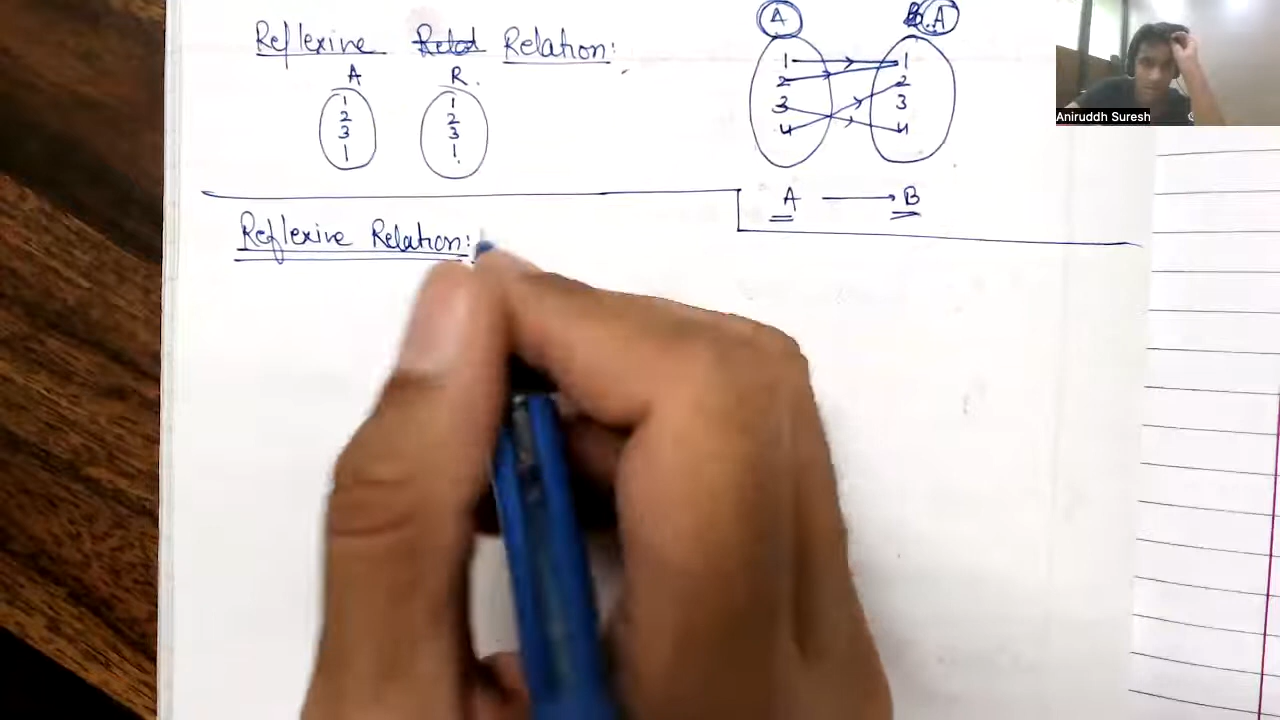 Reflexive Relation:
A R.
1 1
2 2
3 3
1 1
A A
1 1
2 2
3 3
4 4
A → B
Reflexive Relation:
Aniruddh Suresh